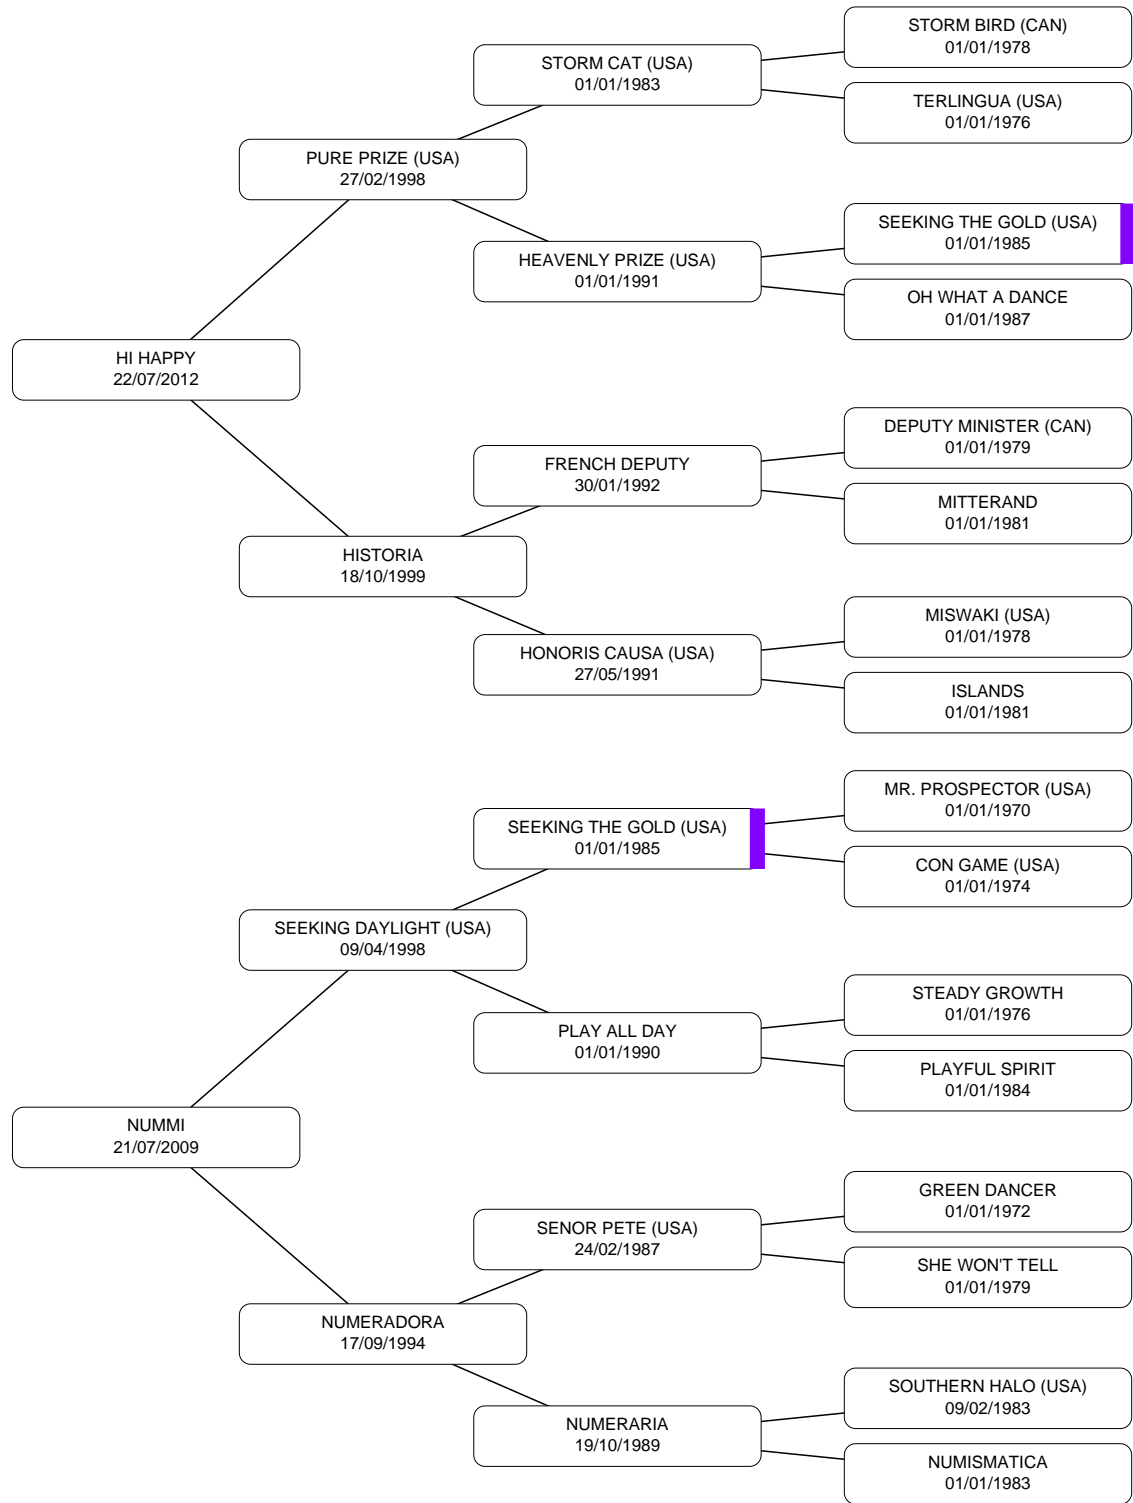 STORM BIRD (CAN)
01/01/1978
STORM CAT (USA)
01/01/1983
TERLINGUA (USA)
01/01/1976
PURE PRIZE (USA)
27/02/1998
SEEKING THE GOLD (USA)
01/01/1985
HEAVENLY PRIZE (USA)
01/01/1991
OH WHAT A DANCE
01/01/1987
HI HAPPY
22/07/2012
DEPUTY MINISTER (CAN)
01/01/1979
FRENCH DEPUTY
30/01/1992
MITTERAND
01/01/1981
HISTORIA
18/10/1999
MISWAKI (USA)
01/01/1978
HONORIS CAUSA (USA)
27/05/1991
ISLANDS
01/01/1981
MR. PROSPECTOR (USA)
01/01/1970
SEEKING THE GOLD (USA)
01/01/1985
CON GAME (USA)
01/01/1974
SEEKING DAYLIGHT (USA)
09/04/1998
STEADY GROWTH
01/01/1976
PLAY ALL DAY
01/01/1990
PLAYFUL SPIRIT
01/01/1984
NUMMI
21/07/2009
GREEN DANCER
01/01/1972
SENOR PETE (USA)
24/02/1987
SHE WON'T TELL
01/01/1979
NUMERADORA
17/09/1994
SOUTHERN HALO (USA)
09/02/1983
NUMERARIA
19/10/1989
NUMISMATICA
01/01/1983